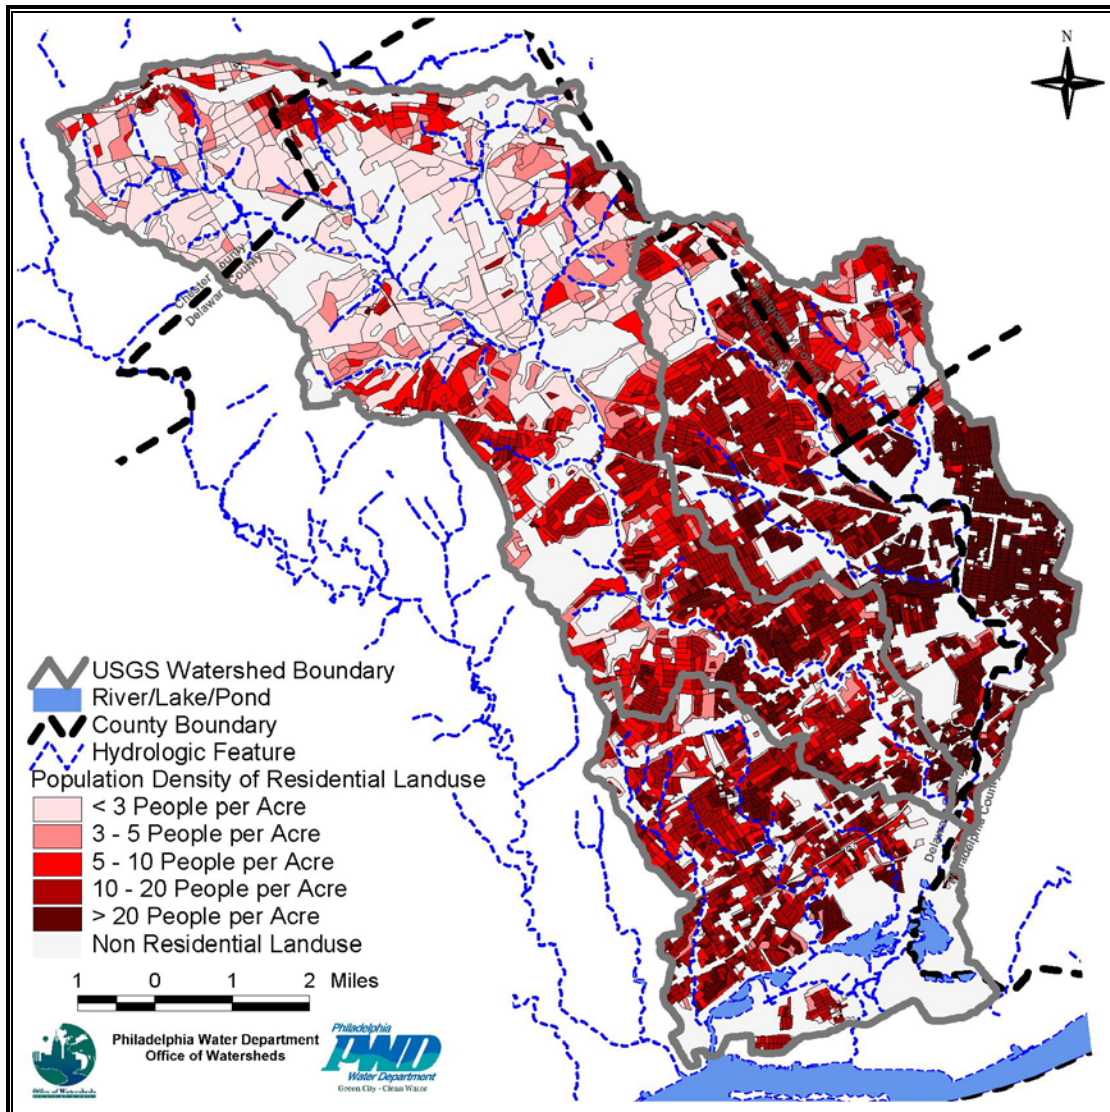 N
Chester County
Delaware County
USGS Watershed Boundary
River/Lake/Pond
County Boundary
Hydrologic Feature
Population Density of Residential Landuse
< 3 People per Acre
3 - 5 People per Acre
5 - 10 People per Acre
10 - 20 People per Acre
> 20 People per Acre
Non Residential Landuse
1 0 1 2 Miles
Philadelphia Water Department
Office of Watersheds
Philadelphia
PWD
Water Department
Green City - Clean Water
Office of Watersheds
Philadelphia County